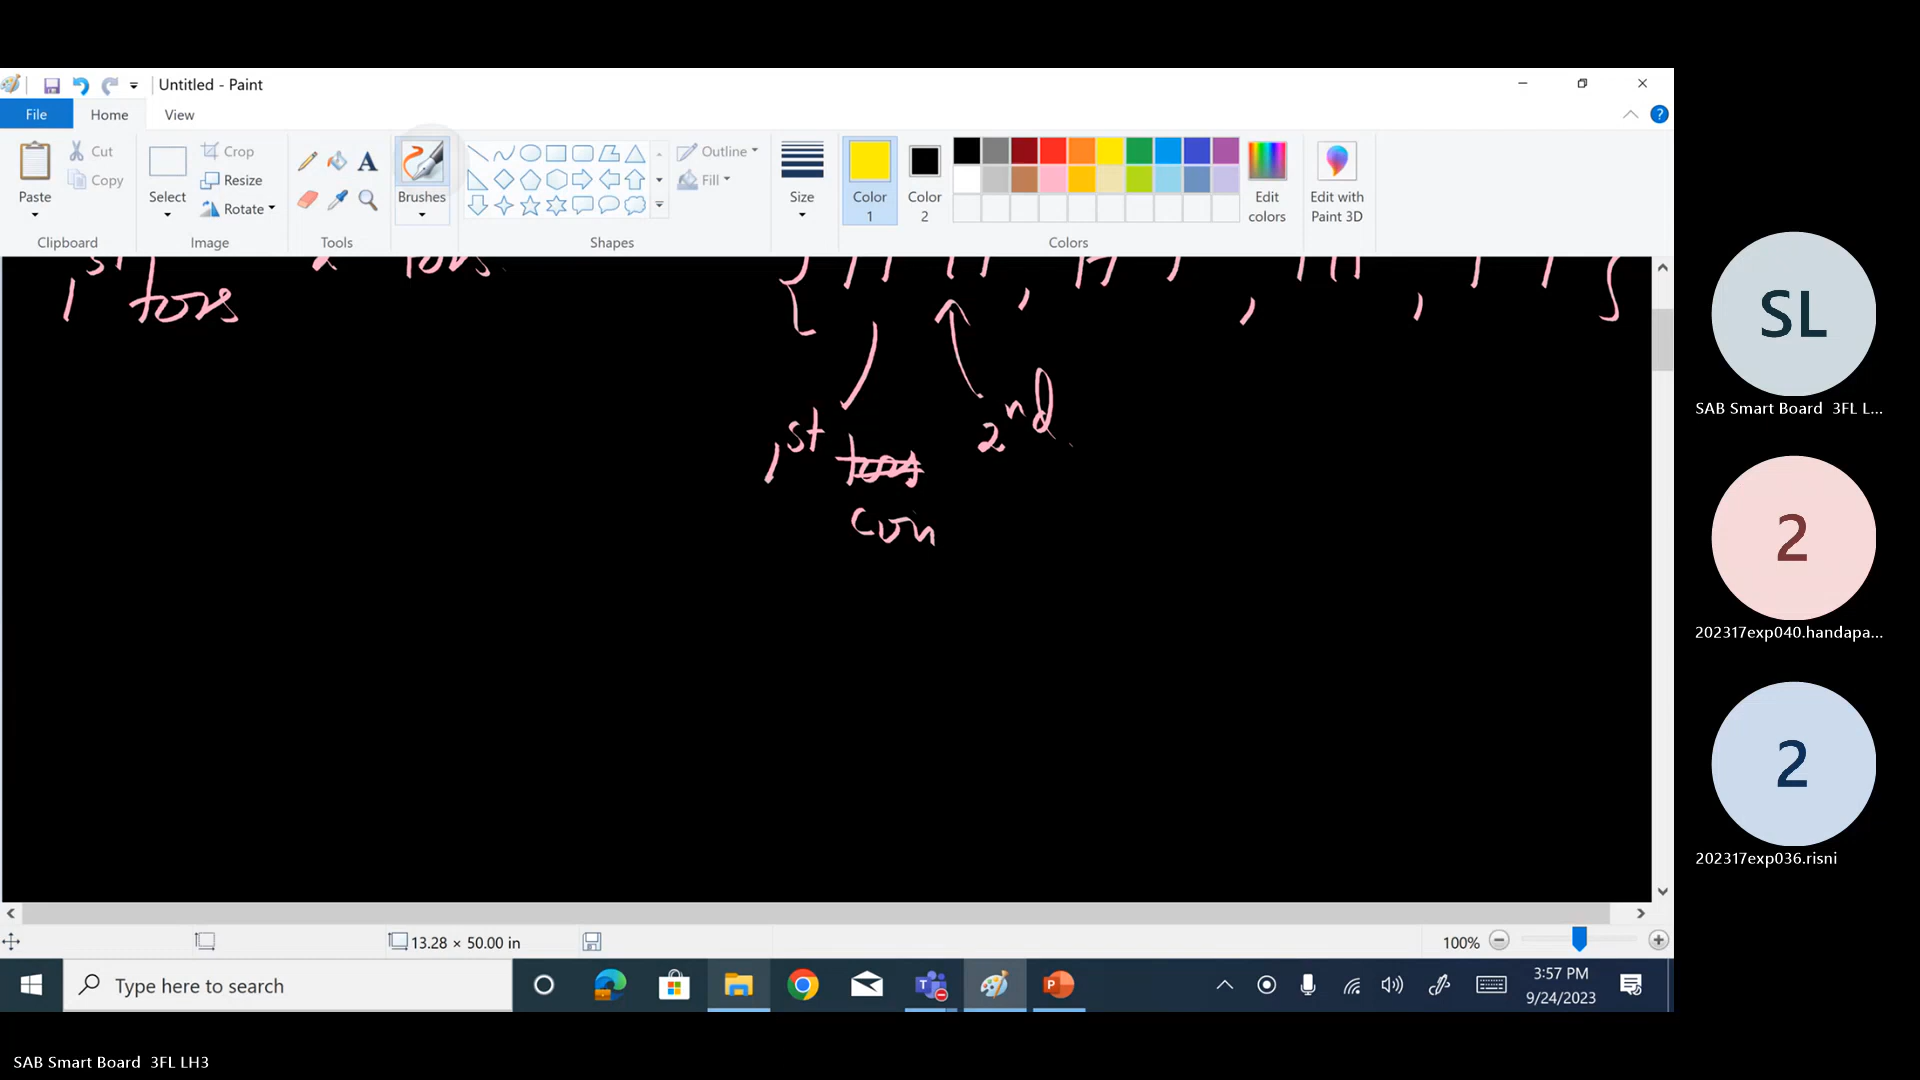 Untitled - Paint
File Home View
Paste
Cut
Copy
Clipboard
Select
Crop
Resize
Rotate
Image
Tools
Brushes
Shapes
Outline
Fill
Size
Color 1
Color 2
Edit colors
Edit with Paint 3D
Colors
1st toss
1st toss 2nd
coin
13.28 × 50.00 in
100%
Type here to search
3:57 PM
9/24/2023
SL
SAB Smart Board 3FL L...
2
202317exp040.handapa...
2
202317exp036.risni
SAB Smart Board 3FL LH3